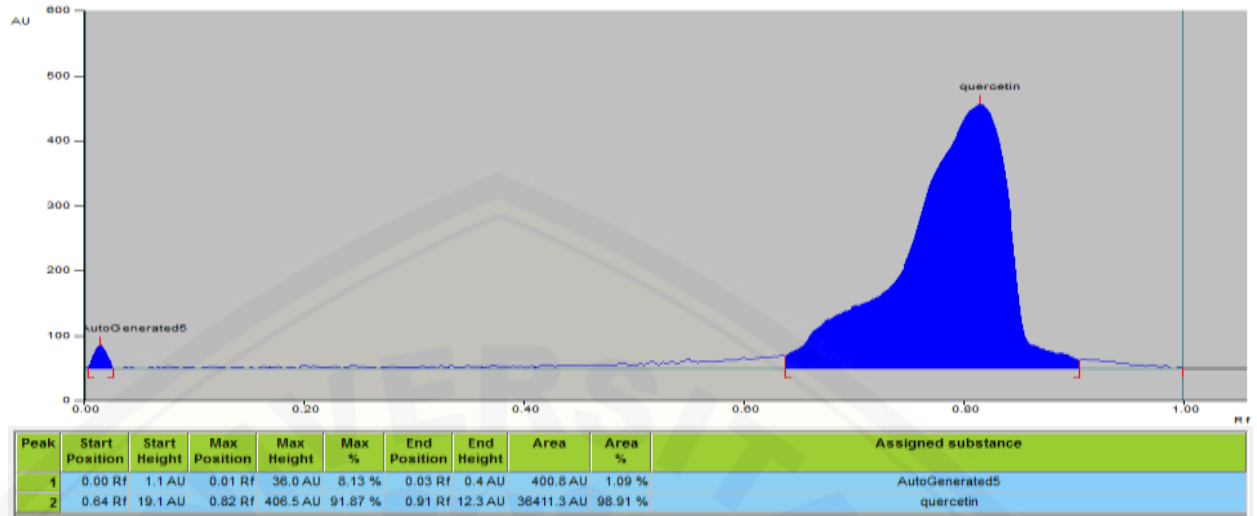 AU
600
500
400
300
200
100
0
quercetin
AutoGenerated5
0.00 0.20 0.40 0.60 0.80 1.00
Rf
Peak Start Position Start Height Max Position Max Height Max % End Position End Height Area Area % Assigned substance
1 0.00 Rf 1.1 AU 0.01 Rf 36.0 AU 8.13 % 0.03 Rf 0.4 AU 400.8 AU 1.09 % AutoGenerated5
2 0.64 Rf 19.1 AU 0.82 Rf 406.5 AU 91.87 % 0.91 Rf 12.3 AU 36411.3 AU 98.91 % quercetin
VERSIT